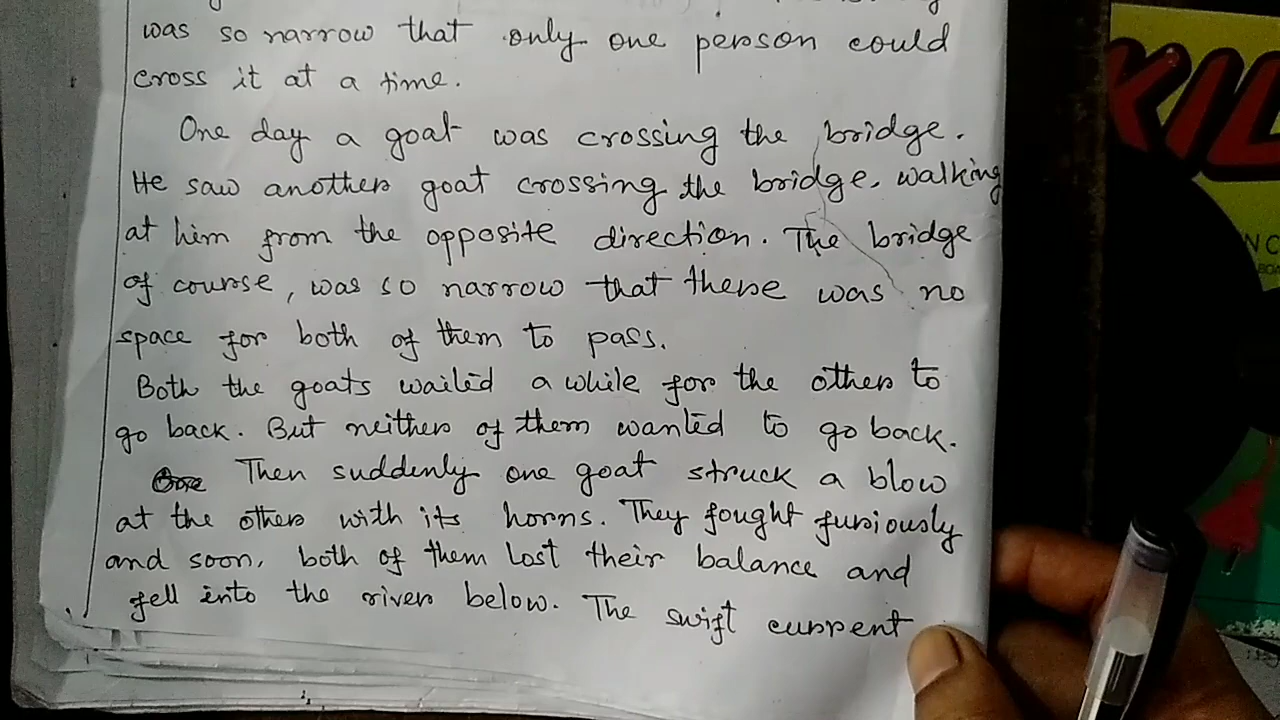 was so narrow that only one person could
cross it at a time.
One day a goat was crossing the bridge.
He saw another goat crossing the bridge, walking
at him from the opposite direction. The bridge
of course, was so narrow that there was no
space for both of them to pass.
Both the goats waited a while for the other to
go back. But neither of them wanted to go back.
Then suddenly one goat struck a blow
at the other with its horns. They fought furiously
and soon, both of them lost their balance and
fell into the river below. The swift current
KID